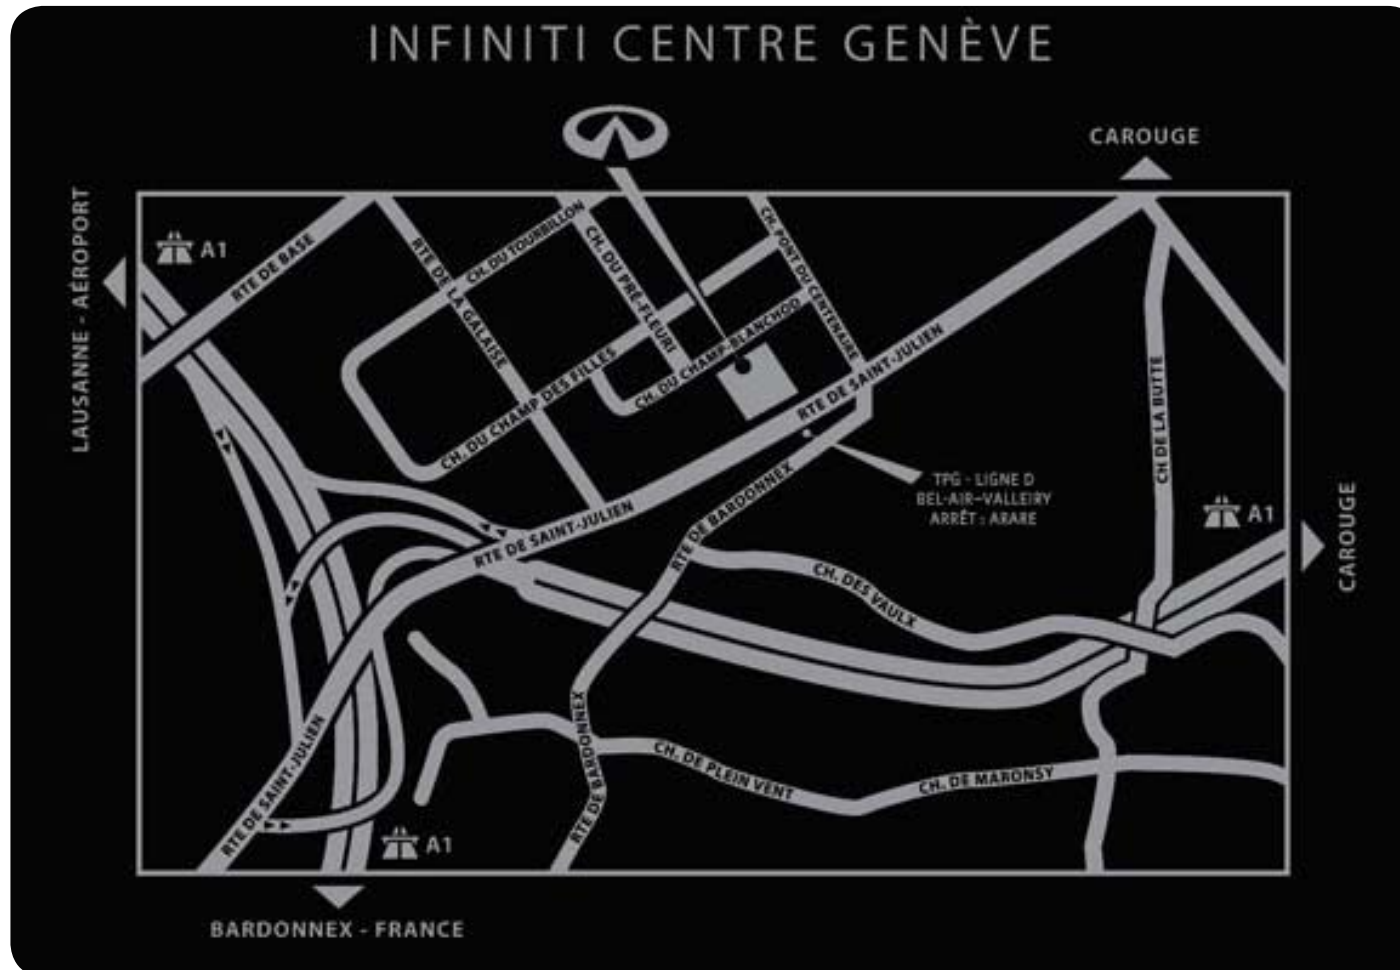 INFINITI CENTRE GENÈVE
CAROUGE
LAUSANNE - AÉROPORT
A1
RTE DE BASE
RTE DE LA GALAISE
CH. DU TOURBILLON
CH. DU PRÉ-FLEURI
CH. PONT DU CENTENAIRE
CH. DU CHAMP-BLANCHOD
CH. DU CHAMP DES FILLES
RTE DE SAINT-JULIEN
CH DE LA BUTTE
TPG - LIGNE D
BEL-AIR-VALLEIRY
ARRÊT : ARARE
RTE DE BARDONNEX
RTE DE SAINT-JULIEN
A1
CAROUGE
CH. DES VAULX
RTE DE BARDONNEX
CH. DE PLEIN VENT
CH. DE MARONSY
RTE DE SAINT-JULIEN
A1
BARDONNEX - FRANCE